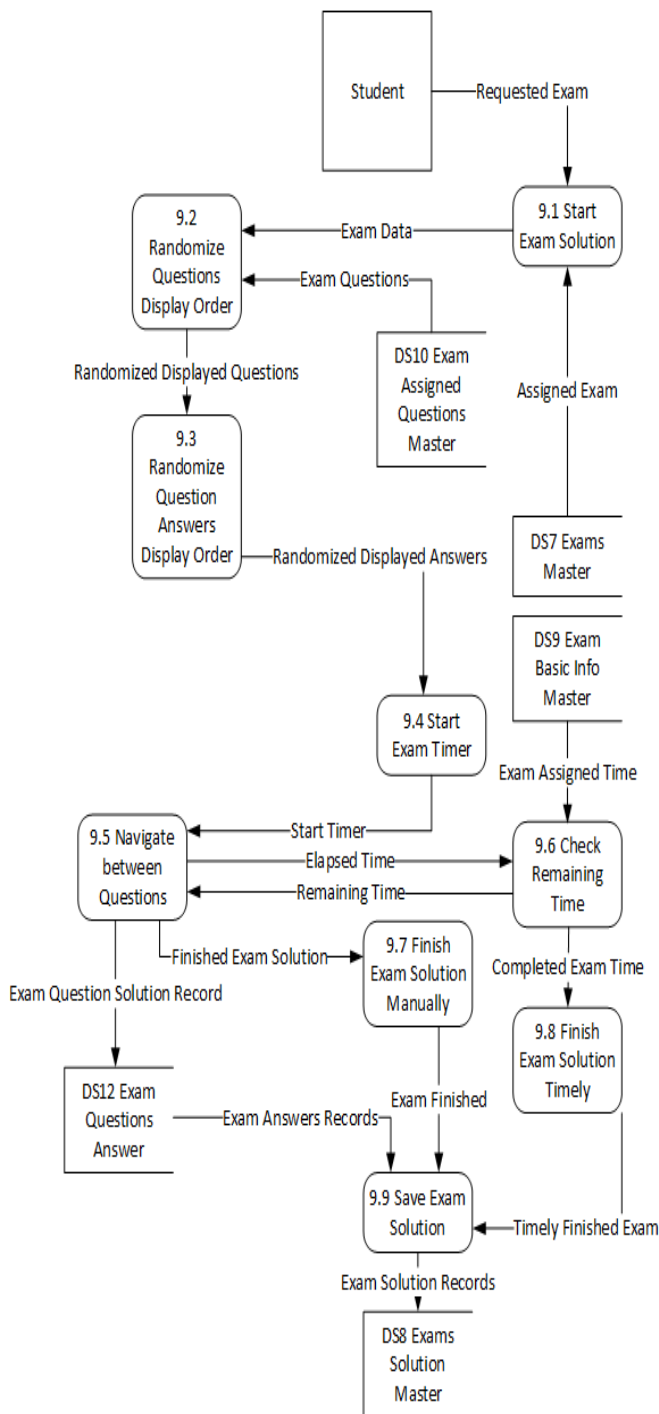 Student
Requested Exam
9.1 Start
Exam Solution
Exam Data
9.2
Randomize
Questions
Display Order
Exam Questions
DS10 Exam
Assigned
Questions
Master
Assigned Exam
Randomized Displayed Questions
9.3
Randomize
Question
Answers
Display Order
Randomized Displayed Answers
DS7 Exams
Master
DS9 Exam
Basic Info
Master
9.4 Start
Exam Timer
Exam Assigned Time
Start Timer
9.5 Navigate
between
Questions
Elapsed Time
Remaining Time
9.6 Check
Remaining
Time
Finished Exam Solution
9.7 Finish
Exam Solution
Manually
Completed Exam Time
Exam Question Solution Record
9.8 Finish
Exam Solution
Timely
DS12 Exam
Questions
Answer
Exam Answers Records
Exam Finished
9.9 Save Exam
Solution
Timely Finished Exam
Exam Solution Records
DS8 Exams
Solution
Master